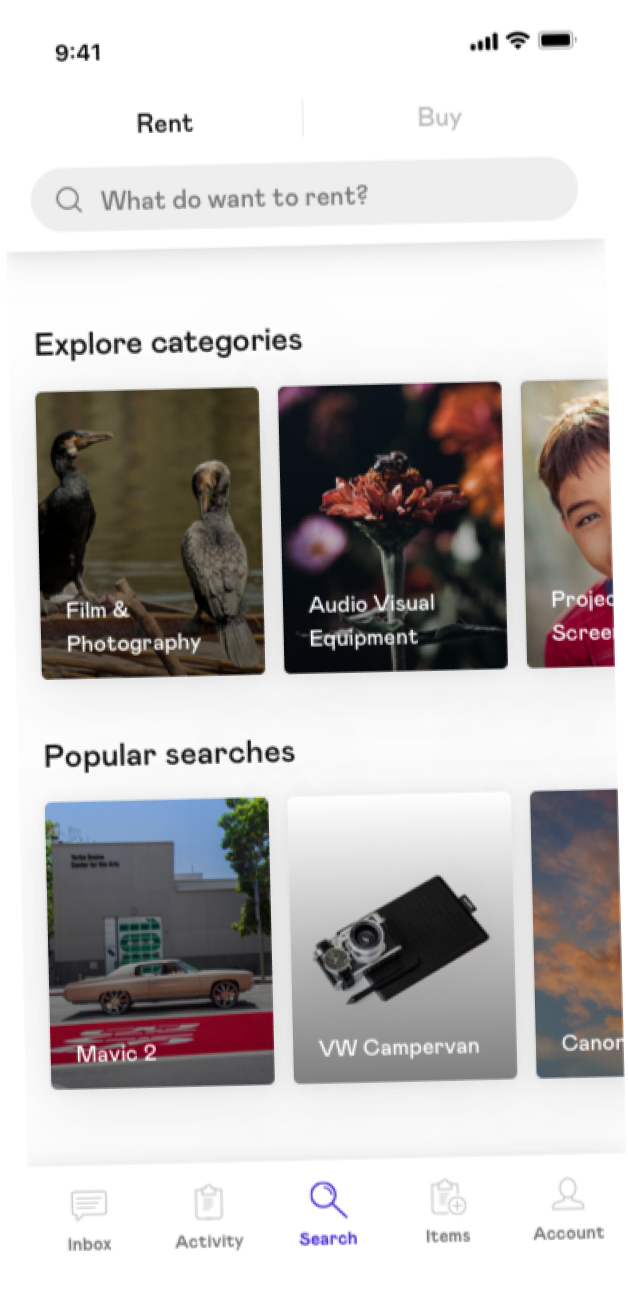 9:41
Rent
Buy
What do want to rent?
Explore categories
Film &
Photography
Audio Visual
Equipment
Projec
Scree
Popular searches
Yerba Buena
Center for the Arts
Mavic 2
VW Campervan
Canon
Inbox
Activity
Search
Items
Account